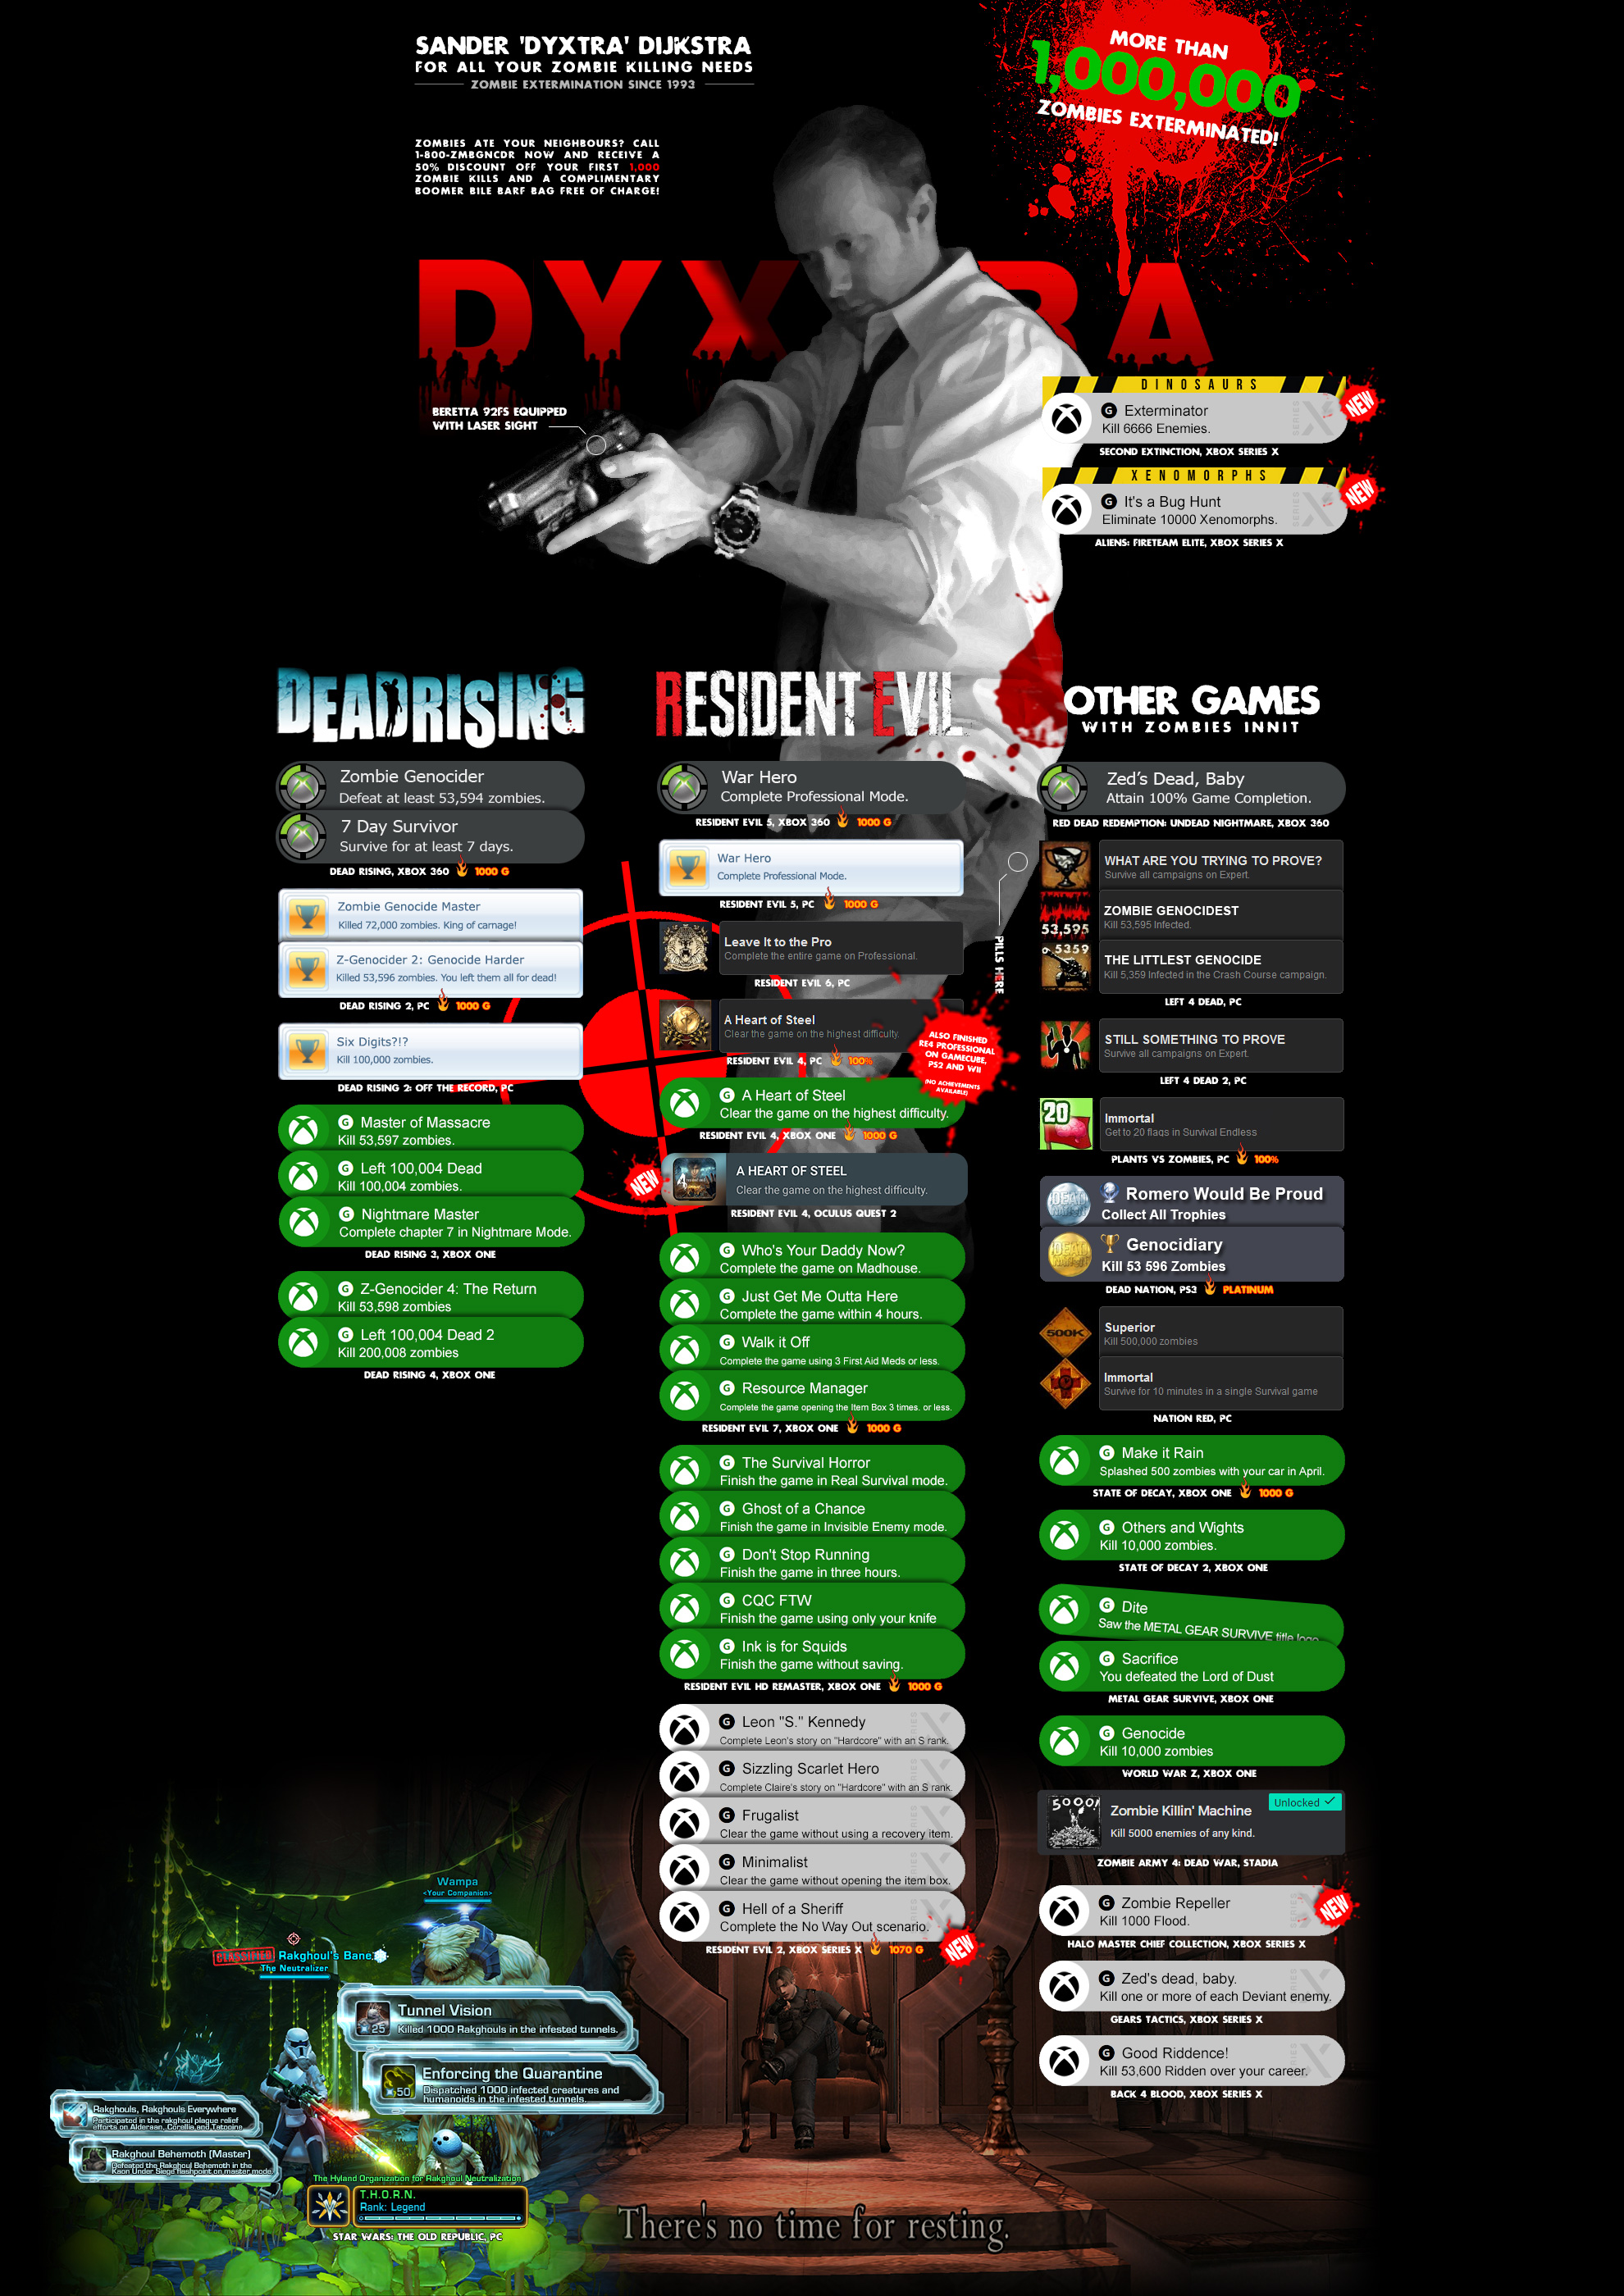 SANDER 'DYXTRA' DIJKSTRA
FOR ALL YOUR ZOMBIE KILLING NEEDS
ZOMBIE EXTERMINATION SINCE 1993
MORE THAN
1,000,000
ZOMBIES EXTERMINATED!
ZOMBIES ATE YOUR NEIGHBOURS? CALL
1-800-ZMBGNCDR NOW AND RECEIVE A
50% DISCOUNT OFF YOUR FIRST 1,000
ZOMBIE KILLS AND A COMPLIMENTARY
BOOMER BILE BARF BAG FREE OF CHARGE!
DYX RA
BERETTA 92FS EQUIPPED
WITH LASER SIGHT
DINOSAURS
G Exterminator
Kill 6666 Enemies.
NEW
SECOND EXTINCTION, XBOX SERIES X
XENOMORPHS
G It's a Bug Hunt
Eliminate 10000 Xenomorphs.
NEW
ALIENS: FIRETEAM ELITE, XBOX SERIES X
DEADRISING
Zombie Genocider
Defeat at least 53,594 zombies.
7 Day Survivor
Survive for at least 7 days.
DEAD RISING, XBOX 360 1000 G
Zombie Genocide Master
Killed 72,000 zombies. King of carnage!
Z-Genocider 2: Genocide Harder
Killed 53,596 zombies. You left them all for dead!
DEAD RISING 2, PC 1000 G
Six Digits?!?
Kill 100,000 zombies.
DEAD RISING 2: OFF THE RECORD, PC
G Master of Massacre
Kill 53,597 zombies.
G Left 100,004 Dead
Kill 100,004 zombies.
G Nightmare Master
Complete chapter 7 in Nightmare Mode.
DEAD RISING 3, XBOX ONE
G Z-Genocider 4: The Return
Kill 53,598 zombies
G Left 100,004 Dead 2
Kill 200,008 zombies
DEAD RISING 4, XBOX ONE
RESIDENT EVIL
War Hero
Complete Professional Mode.
RESIDENT EVIL 5, XBOX 360 1000 G
War Hero
Complete Professional Mode.
RESIDENT EVIL 5, PC 1000 G
Leave It to the Pro
Complete the entire game on Professional.
RESIDENT EVIL 6, PC
A Heart of Steel
Clear the game on the highest difficulty.
RESIDENT EVIL 4, PC 100%
ALSO FINISHED
RE4 PROFESSIONAL
ON GAMECUBE,
PS2 AND WII
(NO ACHIEVEMENTS
AVAILABLE)
G A Heart of Steel
Clear the game on the highest difficulty.
RESIDENT EVIL 4, XBOX ONE 1000 G
NEW
A HEART OF STEEL
Clear the game on the highest difficulty.
RESIDENT EVIL 4, OCULUS QUEST 2
G Who's Your Daddy Now?
Complete the game on Madhouse.
G Just Get Me Outta Here
Complete the game within 4 hours.
G Walk it Off
Complete the game using 3 First Aid Meds or less.
G Resource Manager
Complete the game opening the Item Box 3 times. or less.
RESIDENT EVIL 7, XBOX ONE 1000 G
G The Survival Horror
Finish the game in Real Survival mode.
G Ghost of a Chance
Finish the game in Invisible Enemy mode.
G Don't Stop Running
Finish the game in three hours.
G CQC FTW
Finish the game using only your knife
G Ink is for Squids
Finish the game without saving.
RESIDENT EVIL HD REMASTER, XBOX ONE 1000 G
G Leon "S." Kennedy
Complete Leon's story on "Hardcore" with an S rank.
G Sizzling Scarlet Hero
Complete Claire's story on "Hardcore" with an S rank.
G Frugalist
Clear the game without using a recovery item.
G Minimalist
Clear the game without opening the item box.
G Hell of a Sheriff
Complete the No Way Out scenario.
RESIDENT EVIL 2, XBOX SERIES X 1070 G
NEW
PILLS HERE
OTHER GAMES
WITH ZOMBIES INNIT
Zed's Dead, Baby
Attain 100% Game Completion.
RED DEAD REDEMPTION: UNDEAD NIGHTMARE, XBOX 360
WHAT ARE YOU TRYING TO PROVE?
Survive all campaigns on Expert.
53,595
ZOMBIE GENOCIDEST
Kill 53,595 Infected.
5359
THE LITTLEST GENOCIDE
Kill 5,359 Infected in the Crash Course campaign.
LEFT 4 DEAD, PC
STILL SOMETHING TO PROVE
Survive all campaigns on Expert.
LEFT 4 DEAD 2, PC
20
Immortal
Get to 20 flags in Survival Endless
PLANTS VS ZOMBIES, PC 100%
Romero Would Be Proud
Collect All Trophies
Genocidiary
Kill 53 596 Zombies
DEAD NATION, PS3 PLATINUM
500K
Superior
Kill 500,000 zombies
Immortal
Survive for 10 minutes in a single Survival game
NATION RED, PC
G Make it Rain
Splashed 500 zombies with your car in April.
STATE OF DECAY, XBOX ONE 1000 G
G Others and Wights
Kill 10,000 zombies.
STATE OF DECAY 2, XBOX ONE
G Dite
Saw the METAL GEAR SURVIVE title logo
G Sacrifice
You defeated the Lord of Dust
METAL GEAR SURVIVE, XBOX ONE
G Genocide
Kill 10,000 zombies
WORLD WAR Z, XBOX ONE
5000!
Zombie Killin' Machine
Unlocked
Kill 5000 enemies of any kind.
ZOMBIE ARMY 4: DEAD WAR, STADIA
G Zombie Repeller
Kill 1000 Flood.
NEW
HALO MASTER CHIEF COLLECTION, XBOX SERIES X
G Zed's dead, baby.
Kill one or more of each Deviant enemy.
GEARS TACTICS, XBOX SERIES X
G Good Riddence!
Kill 53,600 Ridden over your career.
BACK 4 BLOOD, XBOX SERIES X
Wampa
<Your Companion>
Rakghoul's Bane
The Neutralizer
Tunnel Vision
25
Killed 1000 Rakghouls in the infested tunnels.
Enforcing the Quarantine
50
Dispatched 1000 infected creatures and
humanoids in the infested tunnels.
Rakghouls, Rakghouls Everywhere
Participated in the rakghoul plague relief
efforts on Alderaan, Corellia and Tatooine
Rakghoul Behemoth (Master)
Defeated the Rakghoul Behemoth in the
Kaon Under Siege flashpoint on master mode
The Hyland Organization for Rakghoul Neutralization
T.H.O.R.N.
Rank: Legend
STAR WARS: THE OLD REPUBLIC, PC
There's no time for resting.